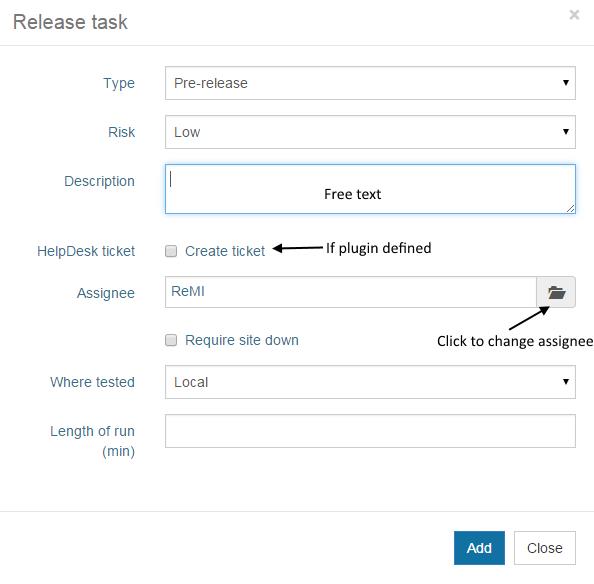 Release task ×
Type Pre-release
Risk Low
Description
Free text
HelpDesk ticket Create ticket If plugin defined
Assignee ReMI
Require site down Click to change assignee
Where tested Local
Length of run
(min)
Add Close